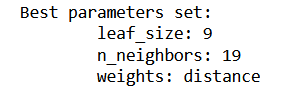 Best parameters set:
leaf_size: 9
n_neighbors: 19
weights: distance